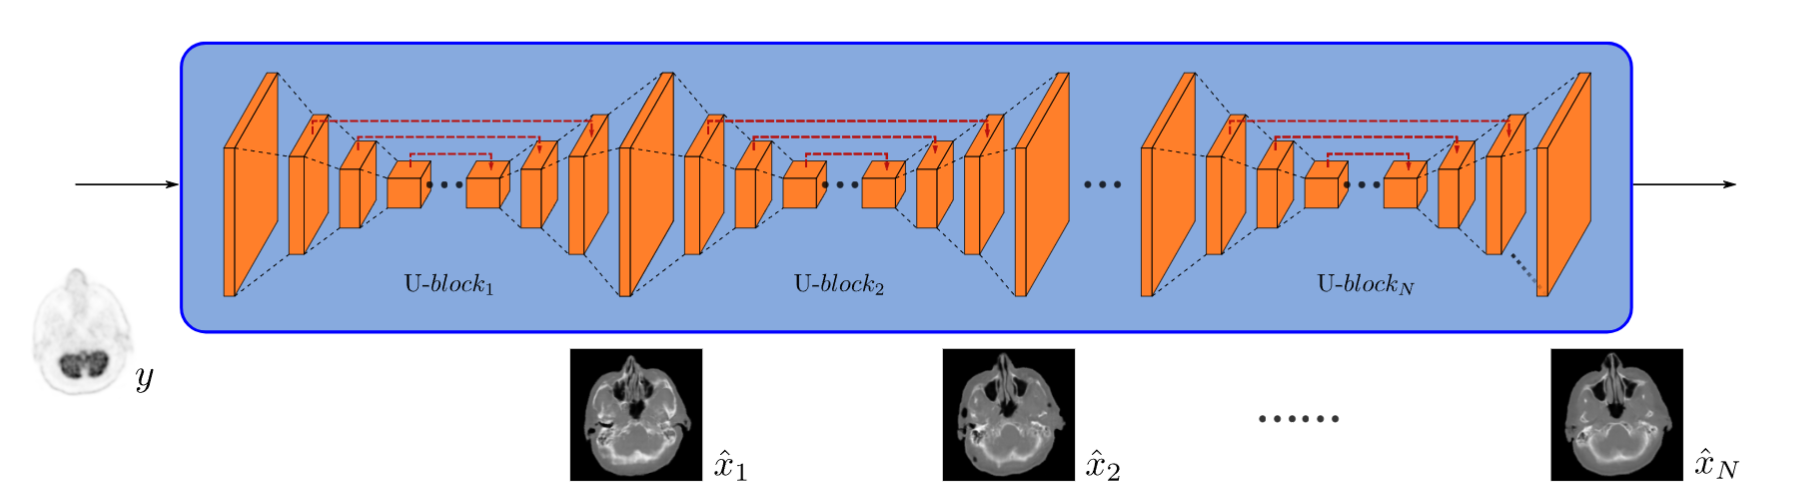 U-block₁
U-block₂
U-block_N
y
x̂₁
x̂₂
x̂_N